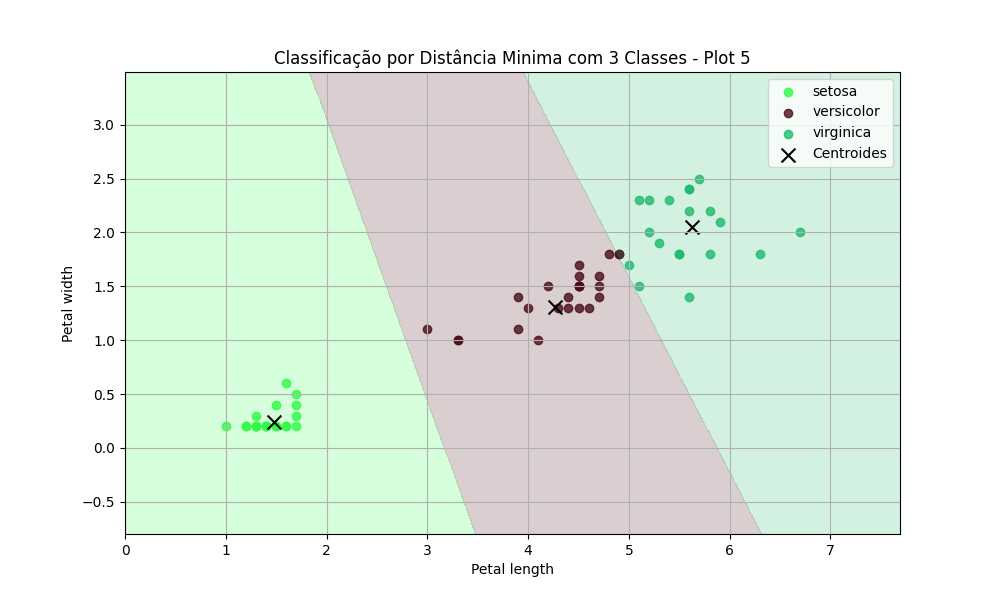 Classificação por Distância Minima com 3 Classes - Plot 5
setosa
versicolor
virginica
Centroides
Petal width
3.0
2.5
2.0
1.5
1.0
0.5
0.0
−0.5
0 1 2 3 4 5 6 7
Petal length